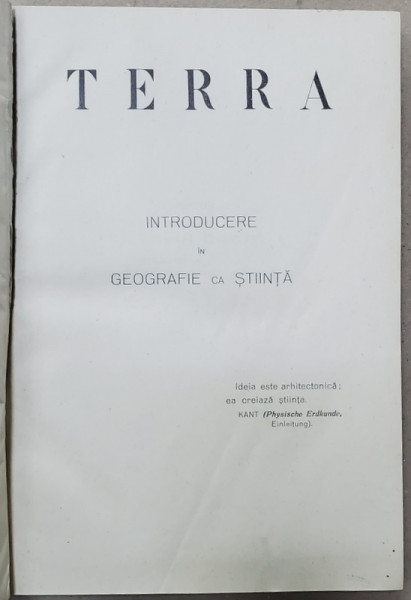 TERRA
INTRODUCERE
ÎN
GEOGRAFIE CA ȘTIINȚĂ
Ideia este arhitectonică;
ea creiază știința.
KANT (Physische Erdkunde,
Einleitung).